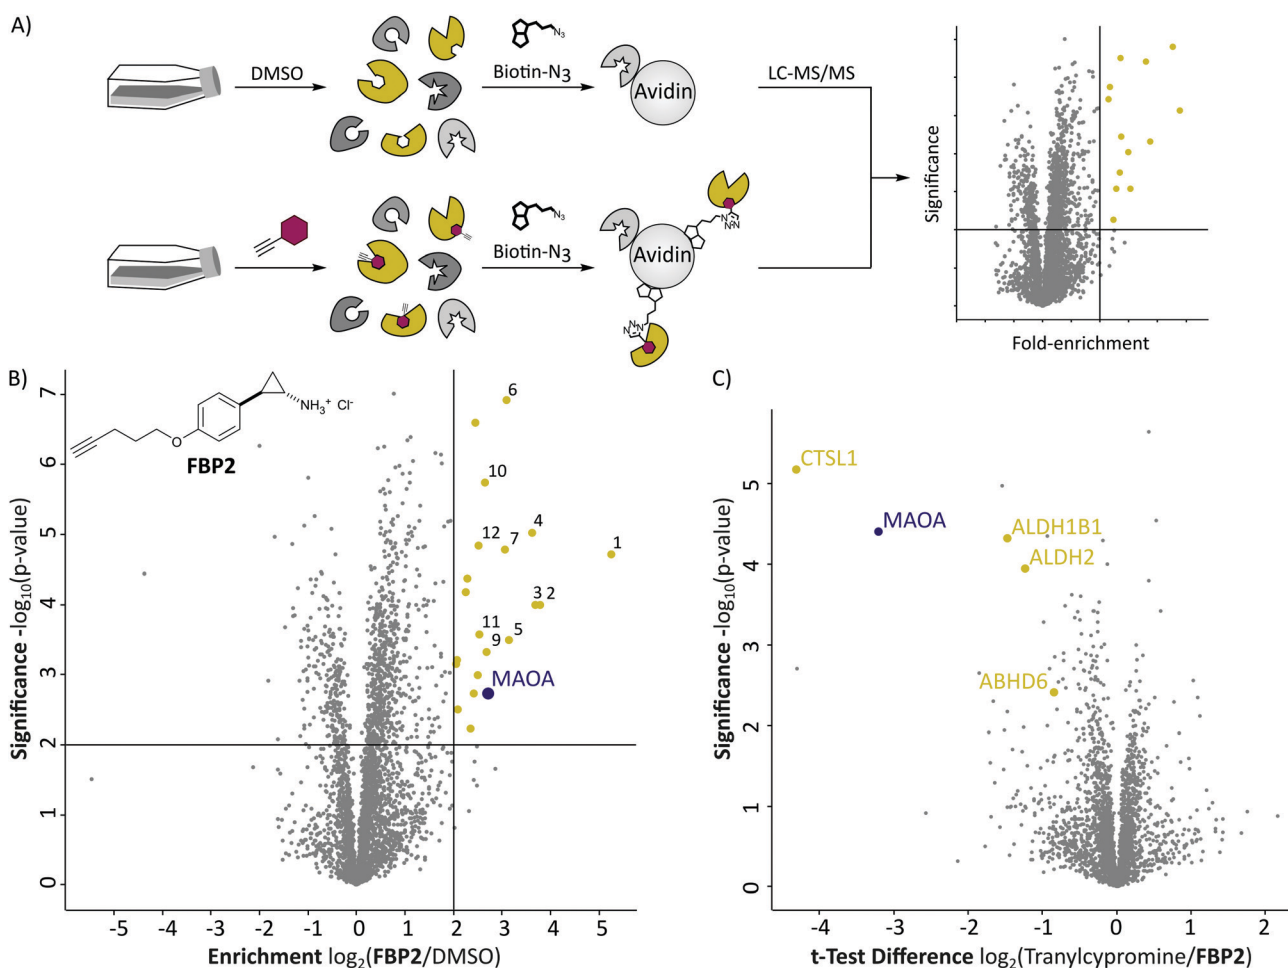 A)
DMSO
N3
Biotin-N3
Avidin
LC-MS/MS
N3
Biotin-N3
Avidin
N
N=N
N
N=N
Significance
Fold-enrichment
B)
NH3+ Cl-
O
FBP2
Significance -log10(p-value)
7
6
5
4
3
2
1
0
6
10
4
12
7
1
3 2
11
5
9
MAOA
-5 -4 -3 -2 -1 0 1 2 3 4 5
Enrichment log2(FBP2/DMSO)
C)
Significance -log10(p-value)
5
4
3
2
1
0
CTSL1
MAOA
ALDH1B1
ALDH2
ABHD6
-4 -3 -2 -1 0 1 2
t-Test Difference log2(Tranylcypromine/FBP2)